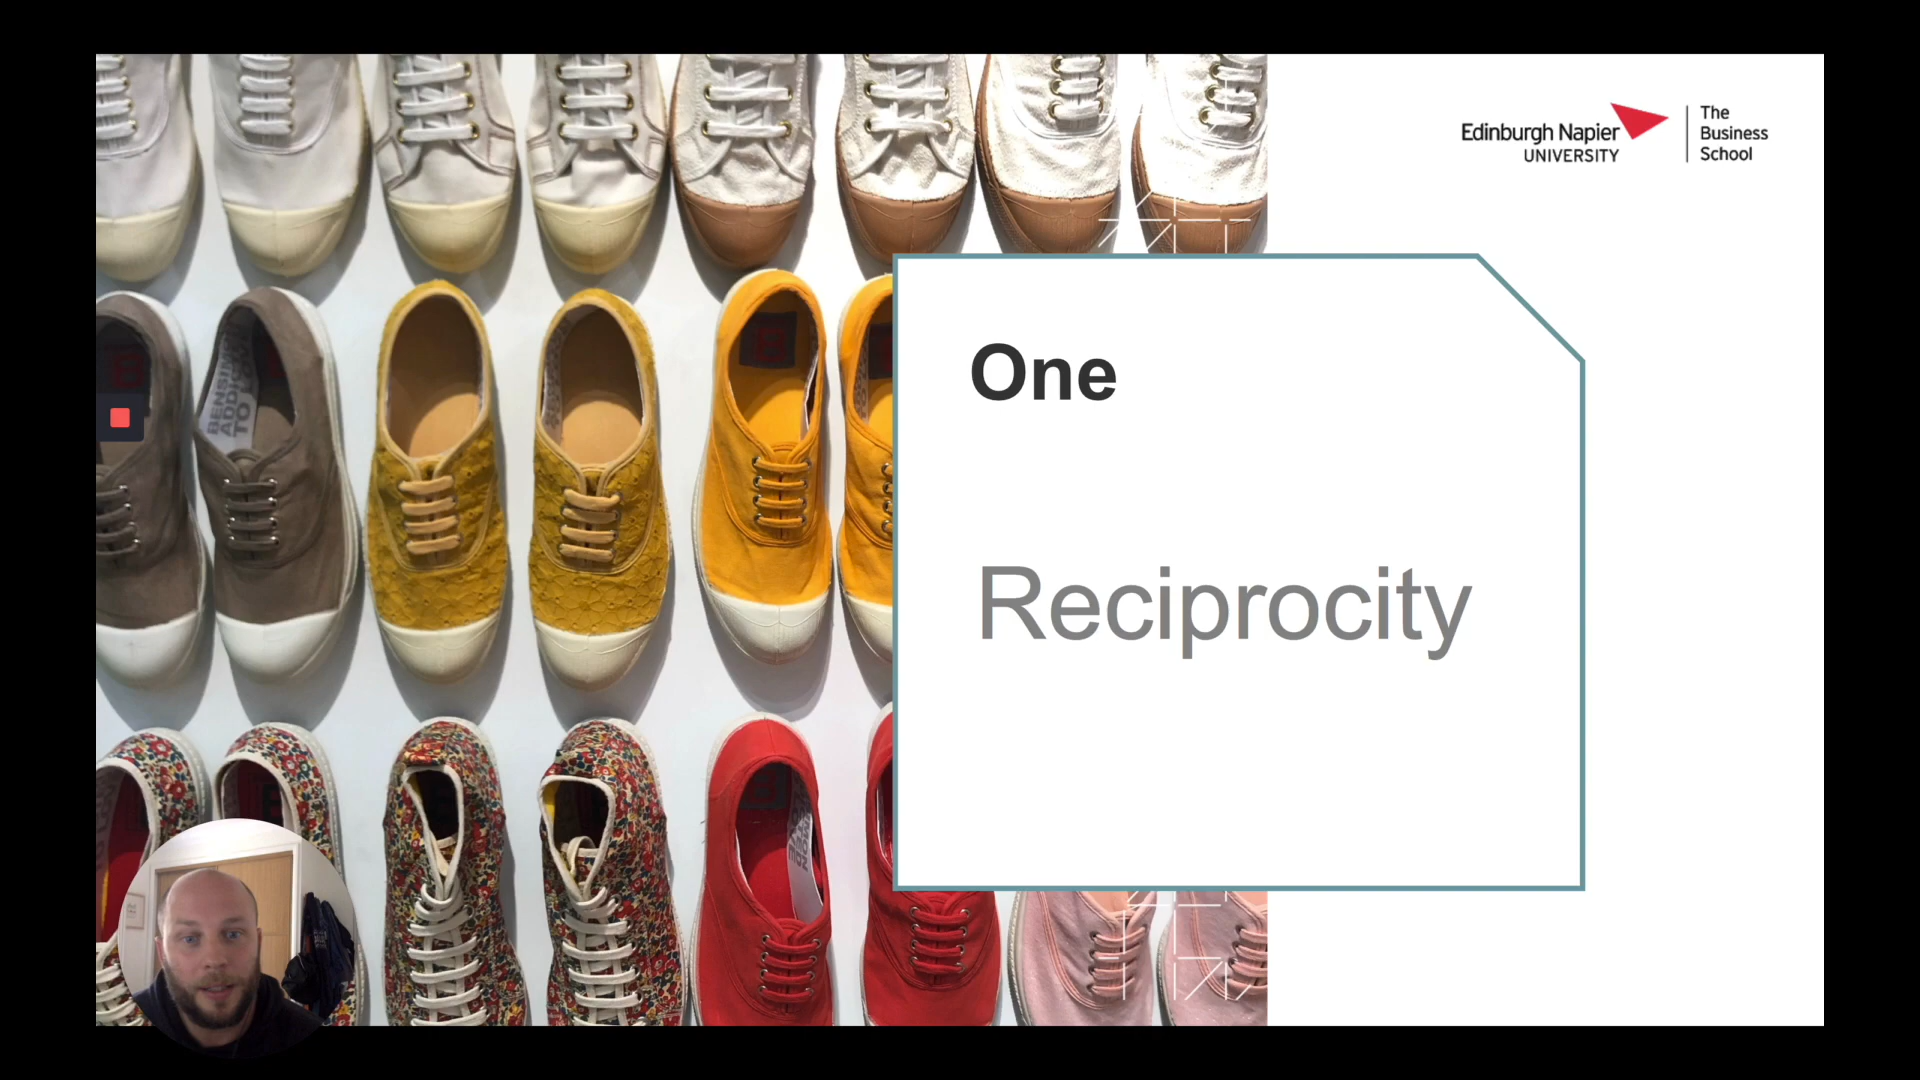 Edinburgh Napier
UNIVERSITY
The
Business
School
One
Reciprocity